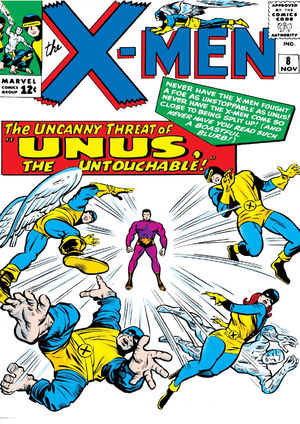 APPROVED
BY THE
COMICS
CODE
AUTHORITY
the X-MEN
IND.
MARVEL
COMICS
GROUP 12¢
8
NOV
NEVER HAVE THE X-MEN FOUGHT
A FOE AS UNSTOPPABLE AS UNUS!
NEVER HAVE THE X-MEN COME SO
CLOSE TO BEING SPLIT UP! (AND
NEVER HAVE YOU READ SUCH
A BOASTFUL
BLURB!)
The UNCANNY THREAT of
"UNUS,
THE UNTOUCHABLE!"